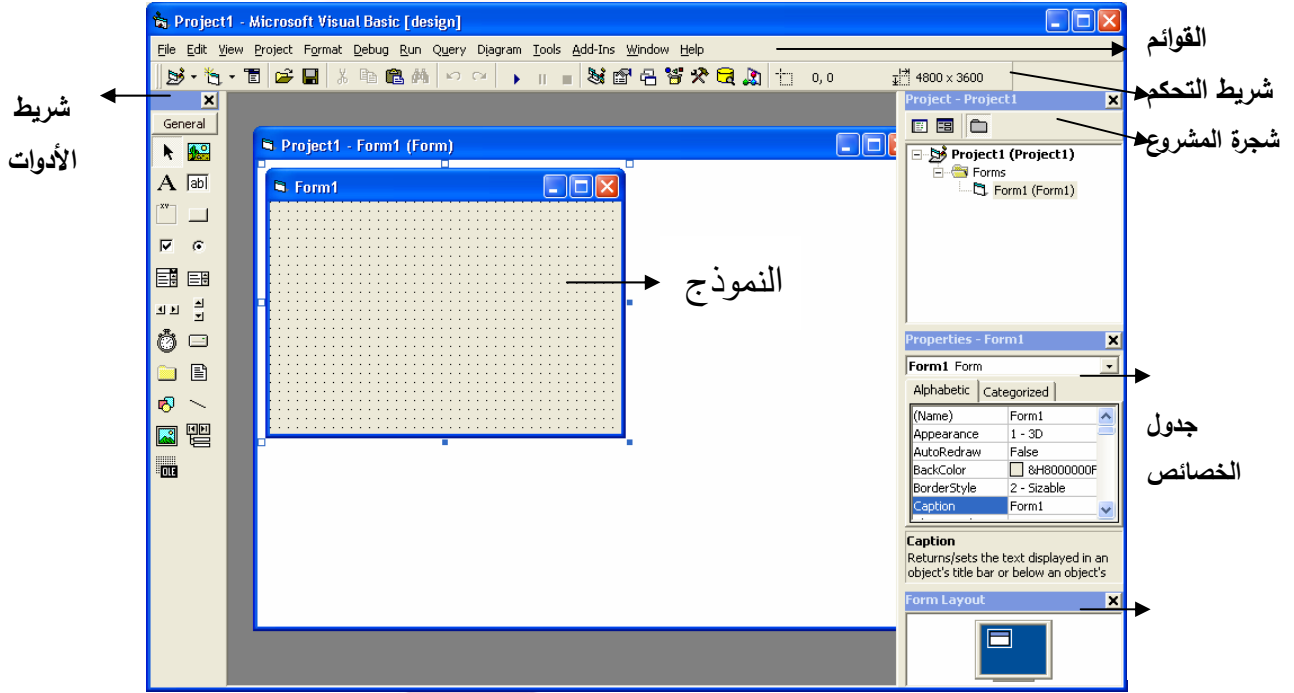 Project1 - Microsoft Visual Basic [design]
File Edit View Project Format Debug Run Query Diagram Tools Add-Ins Window Help
القوائم
0, 0
4800 x 3600
شريط التحكم
شريط
الأدوات
General
A
ab|
XY
OLE
Project1 - Form1 (Form)
Form1
النموذج
Project - Project1
شجرة المشروع
Project1 (Project1)
Forms
Form1 (Form1)
Properties - Form1
Form1 Form
Alphabetic Categorized
(Name) Form1
Appearance 1 - 3D
AutoRedraw False
BackColor &H8000000F
BorderStyle 2 - Sizable
Caption Form1
جدول
الخصائص
Caption
Returns/sets the text displayed in an
object's title bar or below an object's
Form Layout